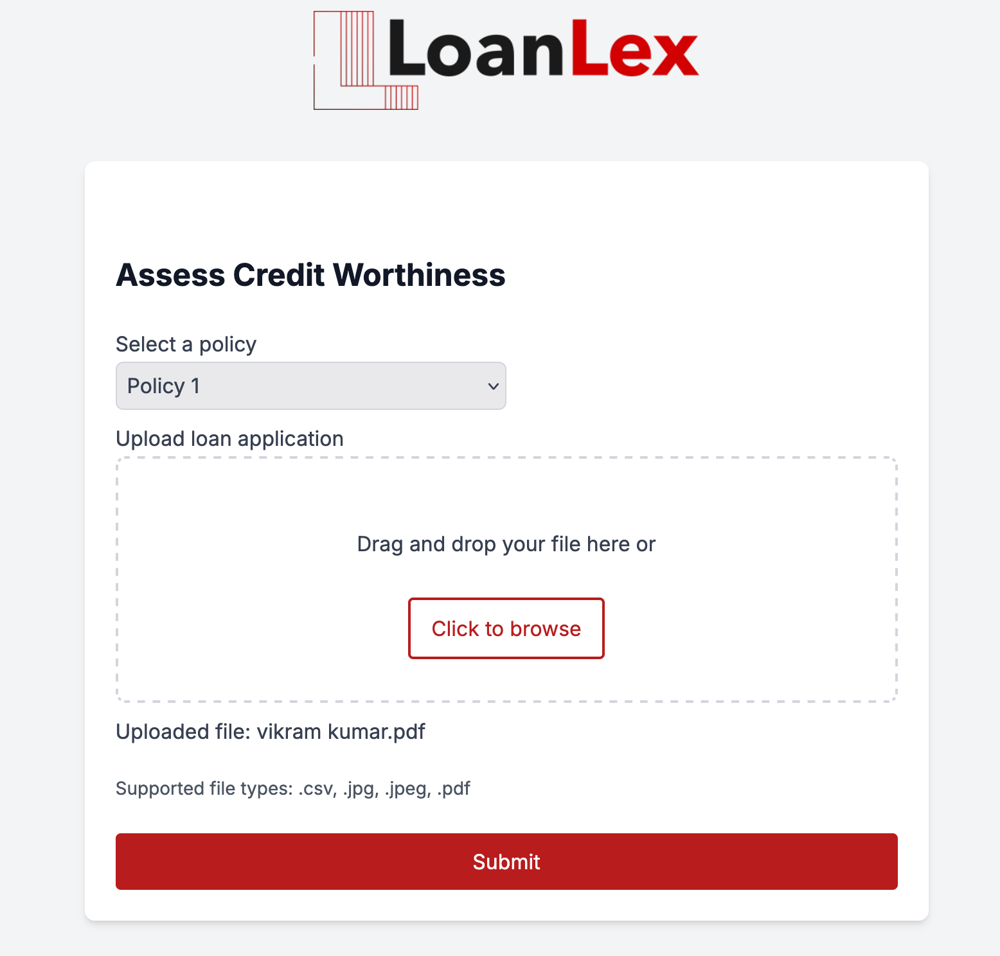 LoanLex
Assess Credit Worthiness
Select a policy
Policy 1
Upload loan application
Drag and drop your file here or
Click to browse
Uploaded file: vikram kumar.pdf
Supported file types: .csv, .jpg, .jpeg, .pdf
Submit